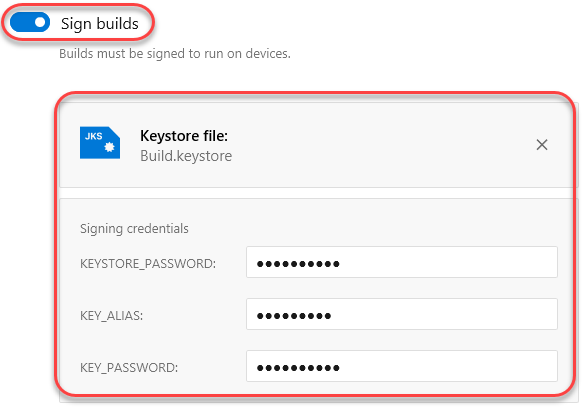 Sign builds
Builds must be signed to run on devices.
JKS
Keystore file:
Build.keystore
Signing credentials
KEYSTORE_PASSWORD: ●●●●●●●●●●
KEY_ALIAS: ●●●●●●●●●
KEY_PASSWORD: ●●●●●●●●●●